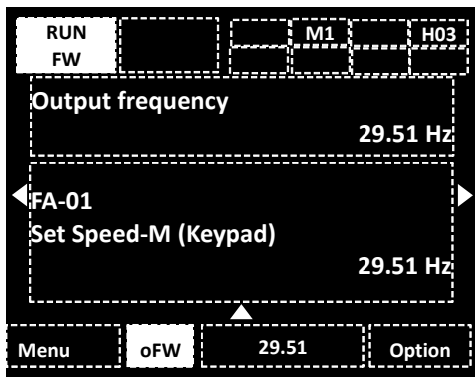 RUN M1 H03
FW
Output frequency
29.51 Hz
FA-01
Set Speed-M (Keypad)
29.51 Hz
Menu oFW 29.51 Option